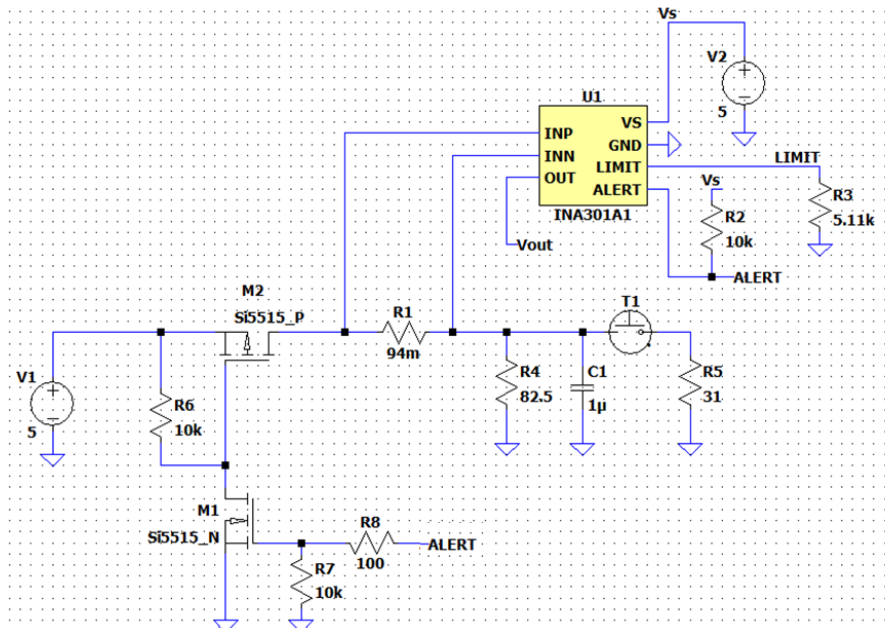 Vs
V2
5
U1
INP
INN
OUT
VS
GND
LIMIT
ALERT
INA301A1
LIMIT
Vs
R3
5.11k
R2
10k
Vout
ALERT
M2
Si5515_P
R1
94m
T1
V1
5
R6
10k
R4
82.5
C1
1µ
R5
31
M1
Si5515_N
R8
100
ALERT
R7
10k